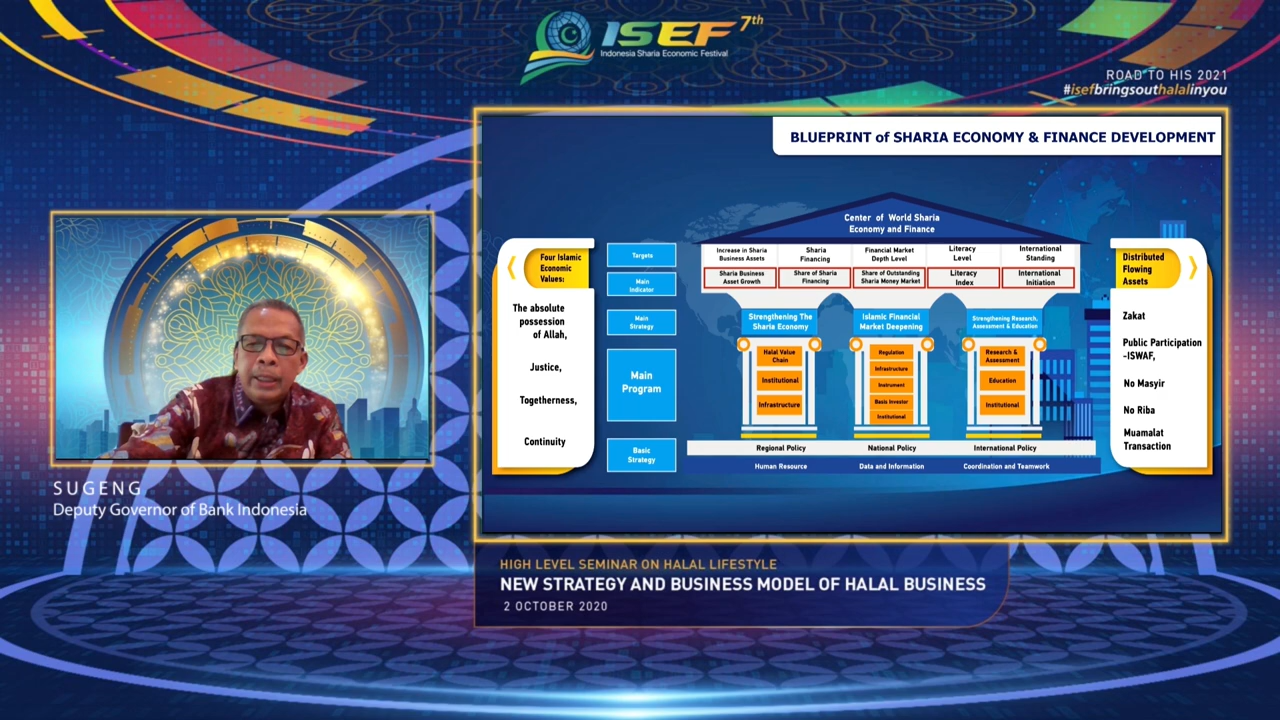 ISEF 7th
Indonesia Sharia Economic Festival
ROAD TO HIS 2021
#isefbringsouthalalinyou
BLUEPRINT of SHARIA ECONOMY & FINANCE DEVELOPMENT
Four Islamic
Economic
Values:
The absolute
possession
of Allah,
Justice,
Togetherness,
Continuity
Targets
Main
Indicator
Main
Strategy
Main
Program
Basic
Strategy
Center of World Sharia
Economy and Finance
Increase in Sharia
Business Assets
Sharia
Financing
Financial Market
Depth Level
Literacy
Level
International
Standing
Sharia Business
Asset Growth
Share of Sharia
Financing
Share of Outstanding
Sharia Money Market
Literacy
Index
International
Initiation
Strengthening The
Sharia Economy
Islamic Financial
Market Deepening
Strengthening Research,
Assessment & Education
Halal Value
Chain
Institutional
Infrastructure
Regulation
Infrastructure
Instrument
Basis Investor
Institutional
Research &
Assessment
Education
Institutional
Regional Policy
National Policy
International Policy
Human Resource
Data and Information
Coordination and Teamwork
Distributed
Flowing
Assets
Zakat
Public Participation
-ISWAF,
No Masyir
No Riba
Muamalat
Transaction
SUGENG
Deputy Governor of Bank Indonesia
HIGH LEVEL SEMINAR ON HALAL LIFESTYLE
NEW STRATEGY AND BUSINESS MODEL OF HALAL BUSINESS
2 OCTOBER 2020